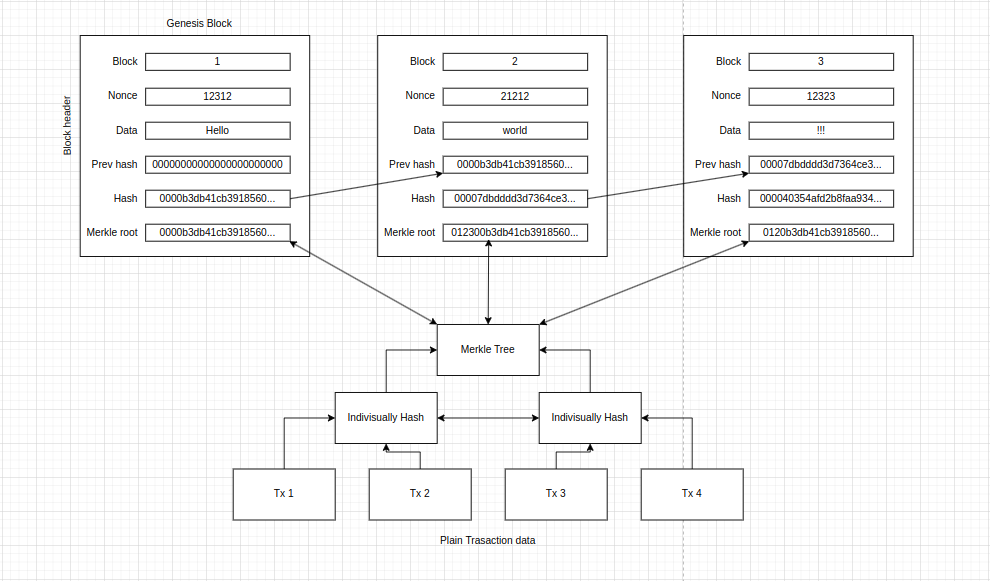 Genesis Block
Block header
Block 1
Nonce 12312
Data Hello
Prev hash 00000000000000000000000
Hash 0000b3db41cb3918560...
Merkle root 0000b3db41cb3918560...
Block 2
Nonce 21212
Data world
Prev hash 0000b3db41cb3918560...
Hash 00007dbdddd3d7364ce3...
Merkle root 012300b3db41cb3918560...
Block 3
Nonce 12323
Data !!!
Prev hash 00007dbdddd3d7364ce3...
Hash 000040354afd2b8faa934...
Merkle root 0120b3db41cb3918560...
Merkle Tree
Indivisually Hash
Indivisually Hash
Tx 1
Tx 2
Tx 3
Tx 4
Plain Trasaction data